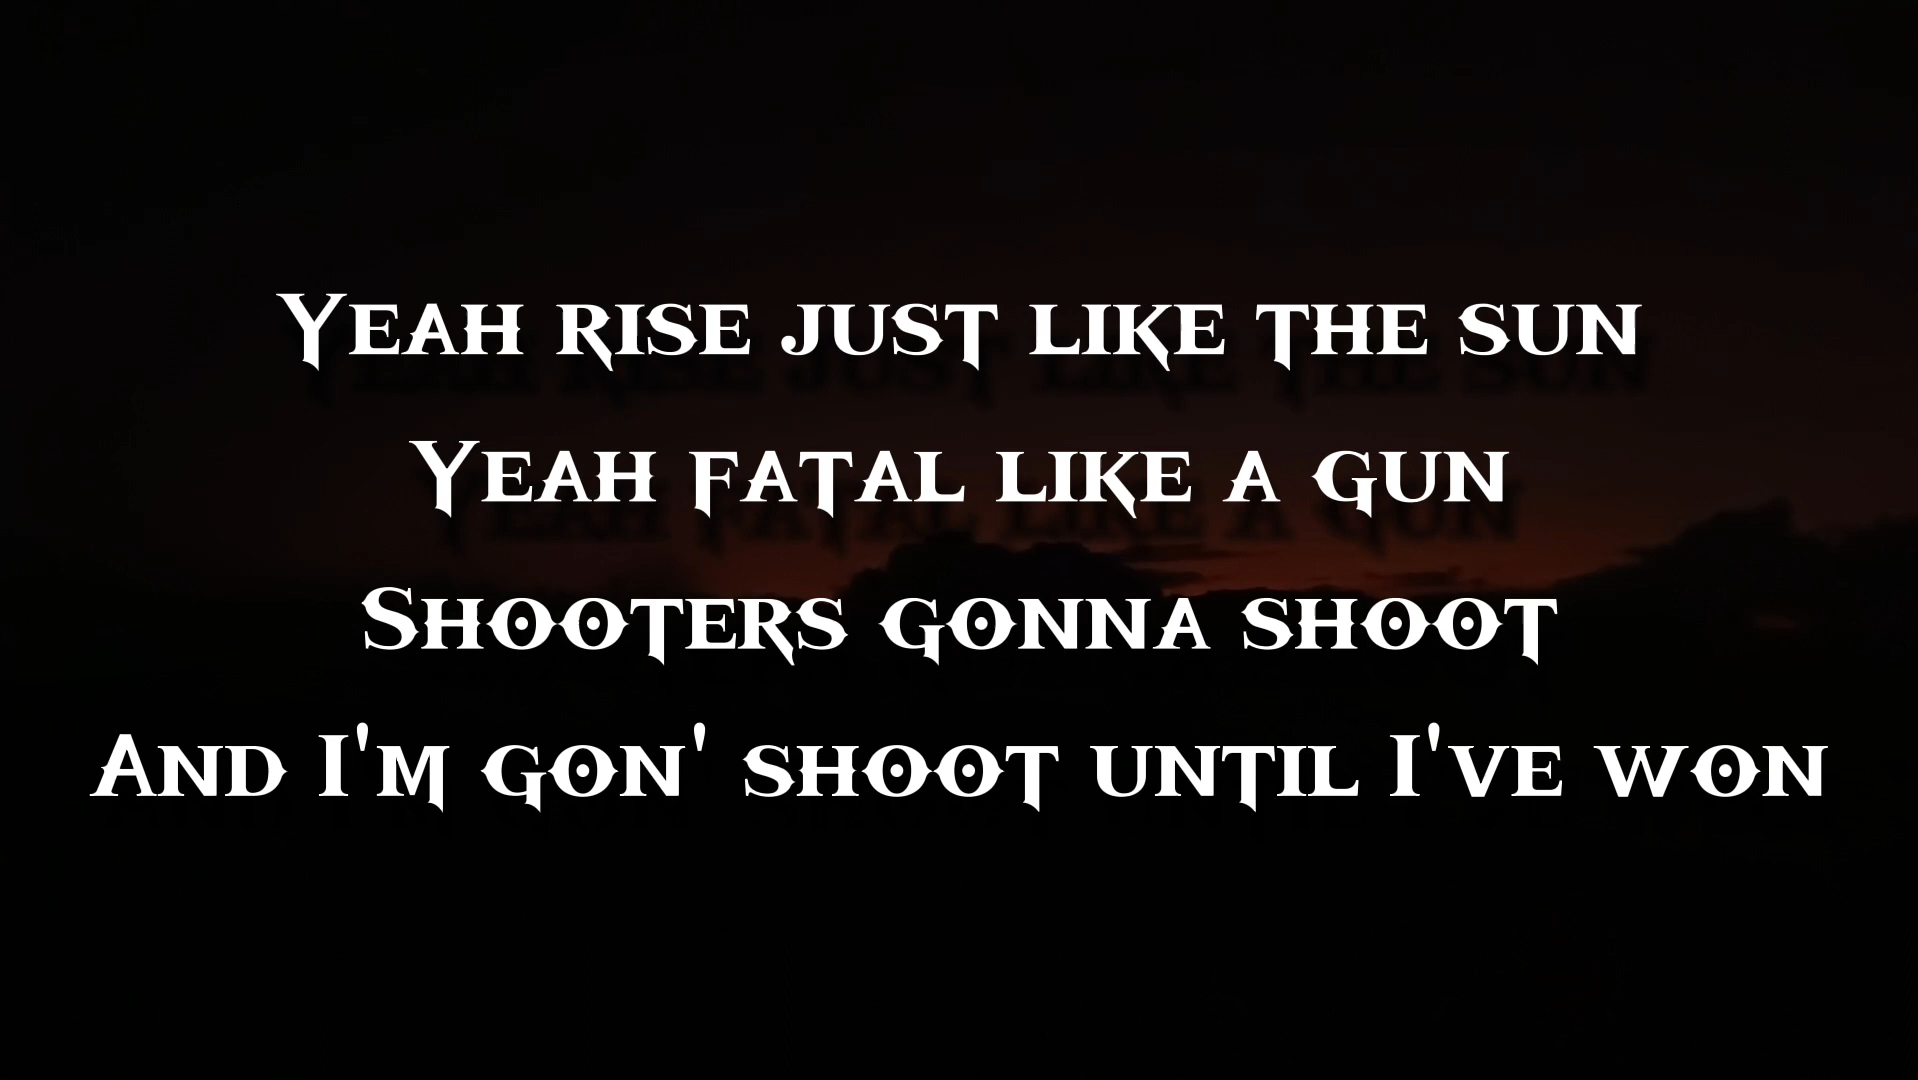 Yeah rise just like the sun
Yeah fatal like a gun
Shooters gonna shoot
And I'm gon' shoot until I've won